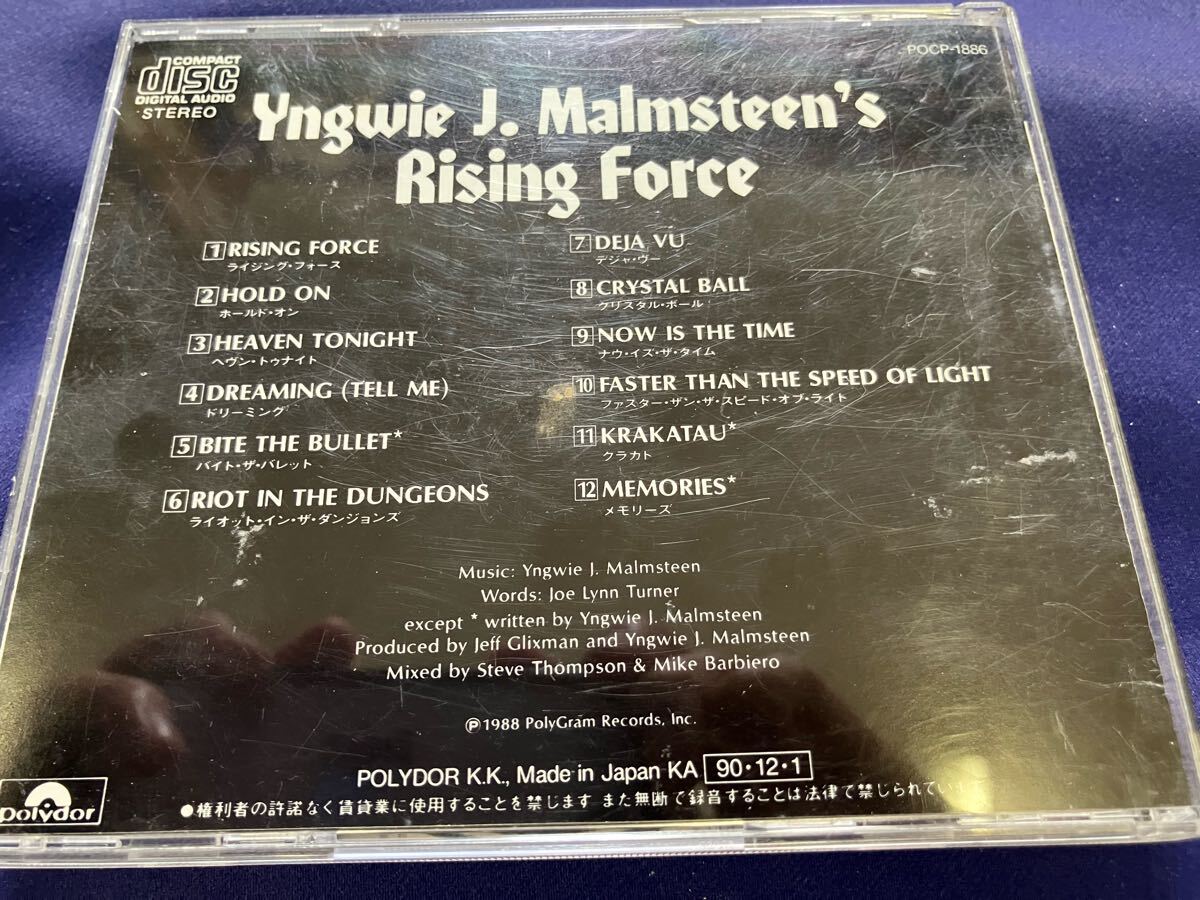 COMPACT
disc
DIGITAL AUDIO
STEREO
POCP-1886
Yngwie J. Malmsteen's
Rising Force
1 RISING FORCE
ライジング・フォース
2 HOLD ON
ホールド・オン
3 HEAVEN TONIGHT
ヘヴン・トゥナイト
4 DREAMING (TELL ME)
ドリーミング
5 BITE THE BULLET*
バイト・ザ・バレット
6 RIOT IN THE DUNGEONS
ライオット・イン・ザ・ダンジョンズ
7 DEJA VU
デジャ・ヴー
8 CRYSTAL BALL
クリスタル・ボール
9 NOW IS THE TIME
ナウ・イズ・ザ・タイム
10 FASTER THAN THE SPEED OF LIGHT
ファスター・ザン・ザ・スピード・オブ・ライト
11 KRAKATAU*
クラカト
12 MEMORIES*
メモリーズ
Music: Yngwie J. Malmsteen
Words: Joe Lynn Turner
except * written by Yngwie J. Malmsteen
Produced by Jeff Glixman and Yngwie J. Malmsteen
Mixed by Steve Thompson & Mike Barbiero
℗1988 PolyGram Records, Inc.
POLYDOR K.K., Made in Japan KA 90・12・1
polydor
●権利者の許諾なく賃貸業に使用することを禁じます また無断で録音することは法律で禁じられています